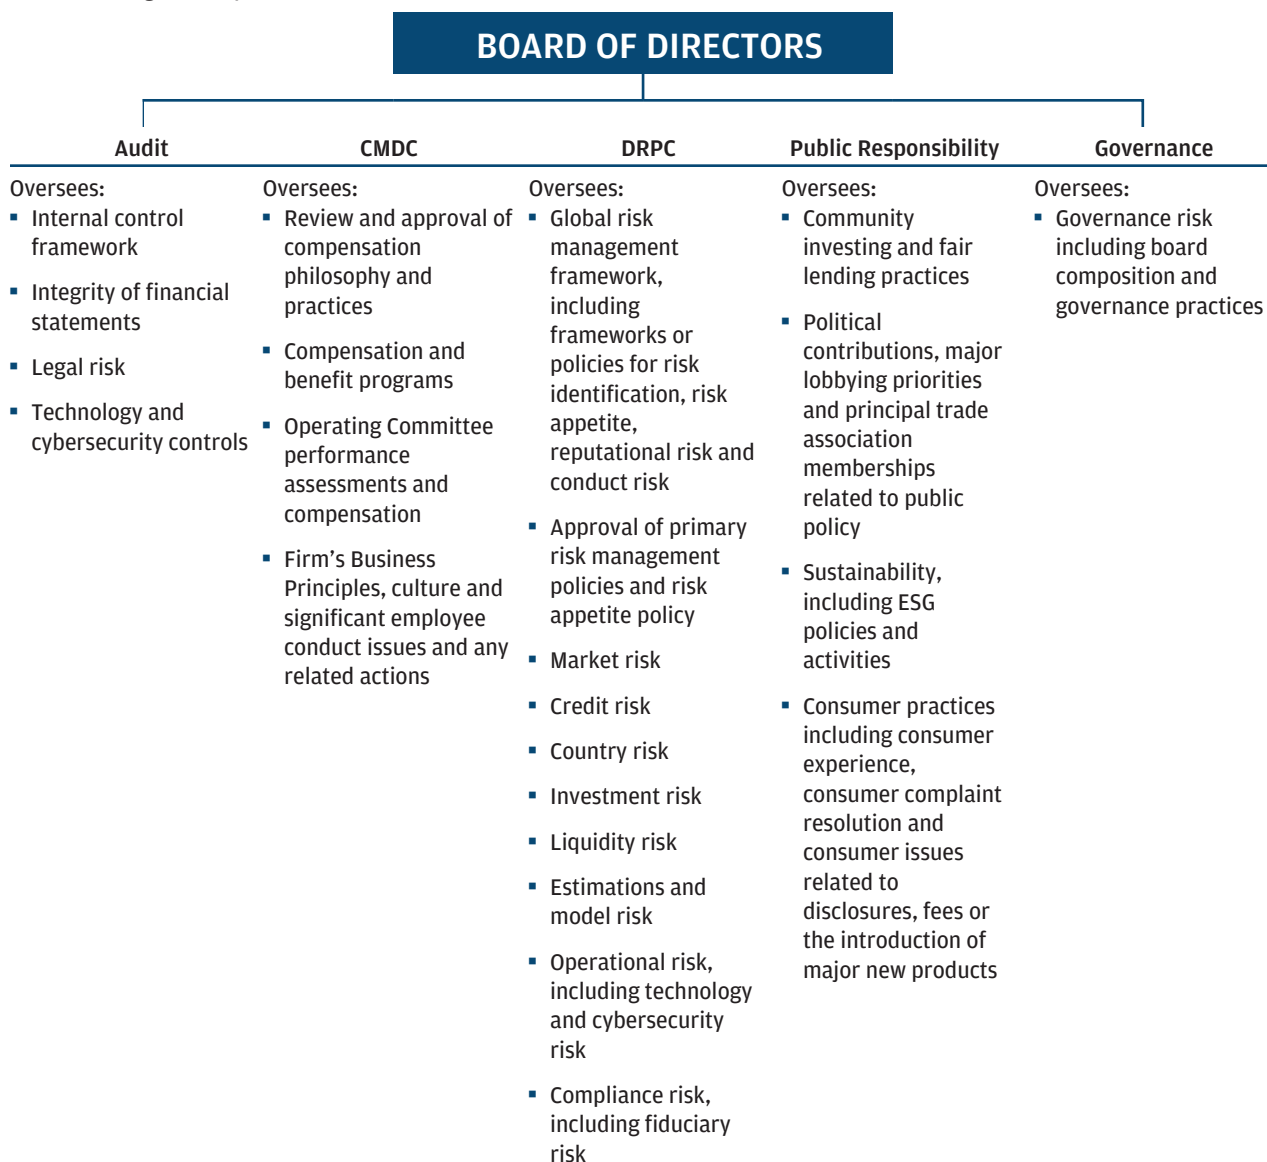 BOARD OF DIRECTORS
Audit
Oversees:
▪ Internal control
framework
▪ Integrity of financial
statements
▪ Legal risk
▪ Technology and
cybersecurity controls
CMDC
Oversees:
▪ Review and approval of
compensation
philosophy and
practices
▪ Compensation and
benefit programs
▪ Operating Committee
performance
assessments and
compensation
▪ Firm's Business
Principles, culture and
significant employee
conduct issues and any
related actions
DRPC
Oversees:
▪ Global risk
management
framework,
including
frameworks or
policies for risk
identification, risk
appetite,
reputational risk and
conduct risk
▪ Approval of primary
risk management
policies and risk
appetite policy
▪ Market risk
▪ Credit risk
▪ Country risk
▪ Investment risk
▪ Liquidity risk
▪ Estimations and
model risk
▪ Operational risk,
including technology
and cybersecurity
risk
▪ Compliance risk,
including fiduciary
risk
Public Responsibility
Oversees:
▪ Community
investing and fair
lending practices
▪ Political
contributions, major
lobbying priorities
and principal trade
association
memberships
related to public
policy
▪ Sustainability,
including ESG
policies and
activities
▪ Consumer practices
including consumer
experience,
consumer complaint
resolution and
consumer issues
related to
disclosures, fees or
the introduction of
major new products
Governance
Oversees:
▪ Governance risk
including board
composition and
governance practices